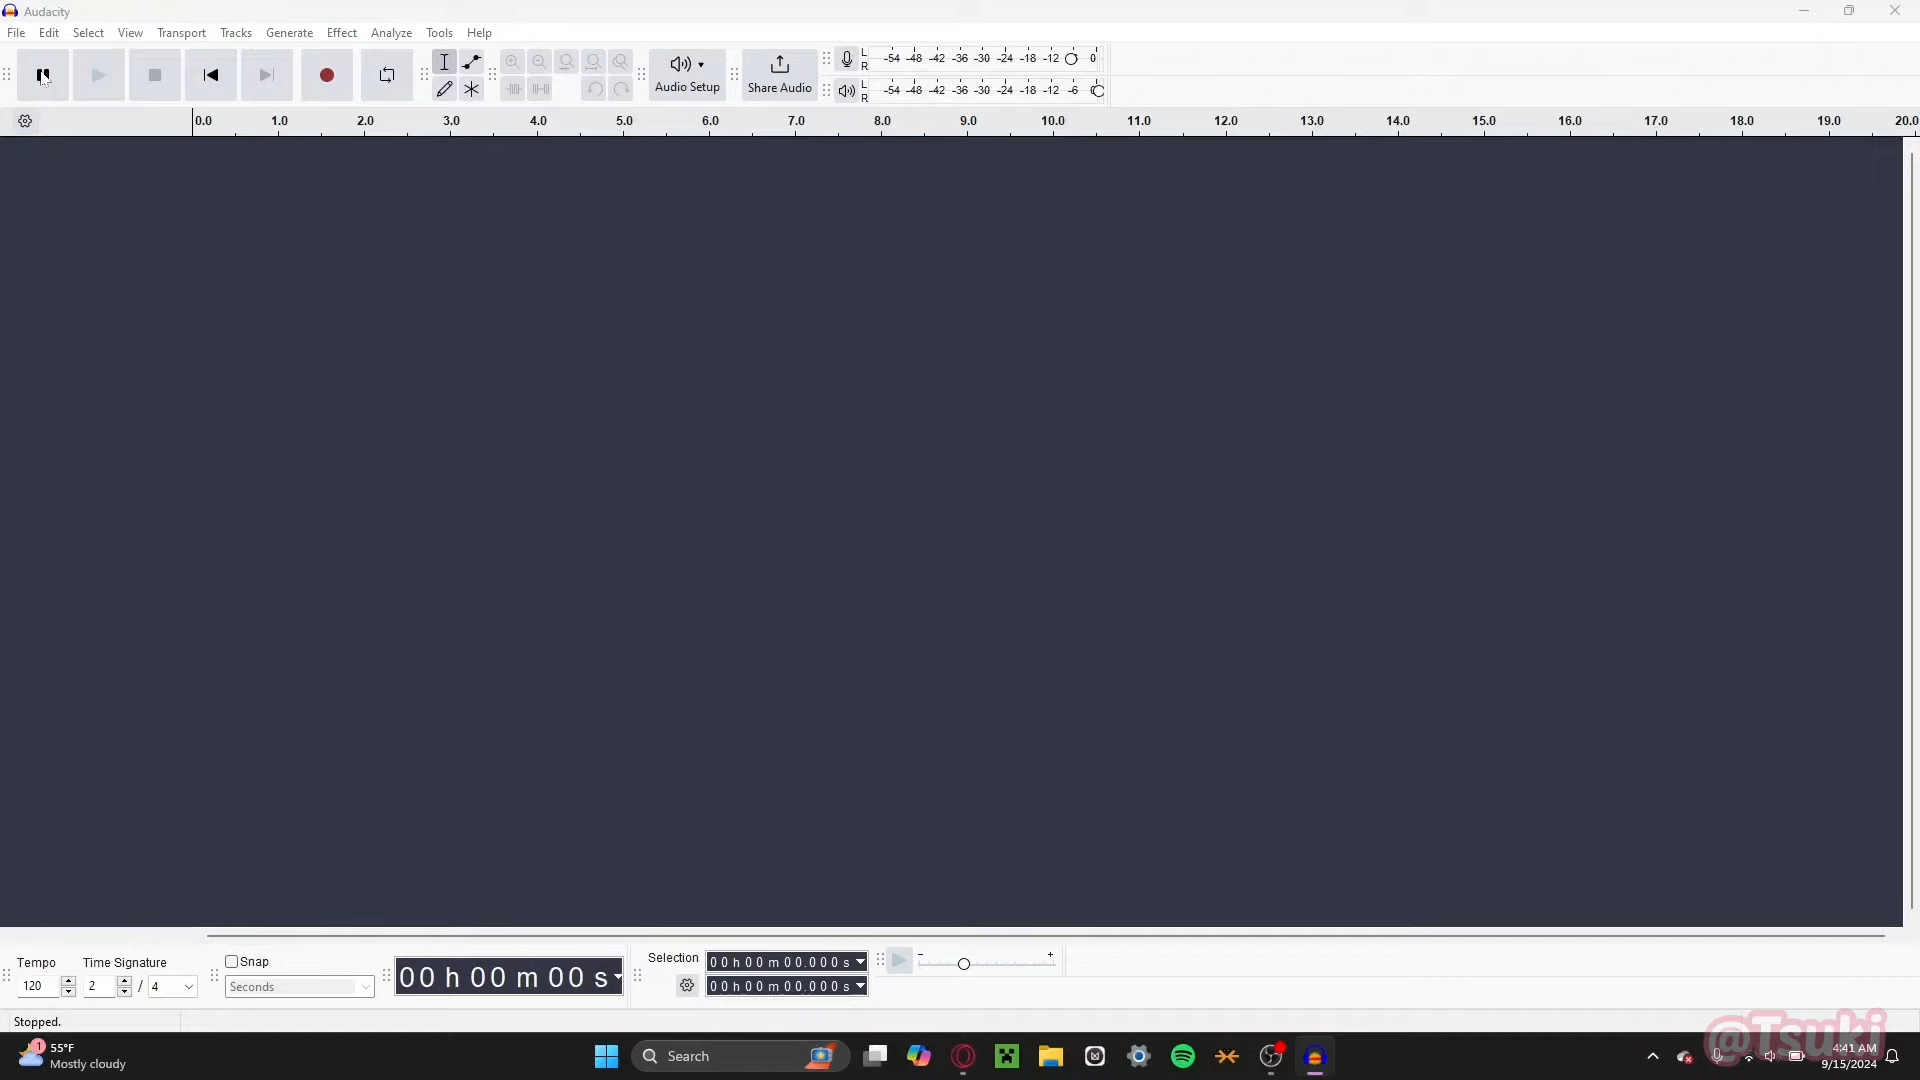 Audacity
File Edit Select View Transport Tracks Generate Effect Analyze Tools Help
Audio Setup
Share Audio
L
R
-54 -48 -42 -36 -30 -24 -18 -12 0
L
R
-54 -48 -42 -36 -30 -24 -18 -12 -6
0.0 1.0 2.0 3.0 4.0 5.0 6.0 7.0 8.0 9.0 10.0 11.0 12.0 13.0 14.0 15.0 16.0 17.0 18.0 19.0 20.0
Tempo
120
Time Signature
2 / 4
Snap
Seconds
00 h 00 m 00 s
Selection
00 h 00 m 00.000 s
00 h 00 m 00.000 s
- +
Stopped.
@Tsuki
1
55°F
Mostly cloudy
Search
4:41 AM
9/15/2024